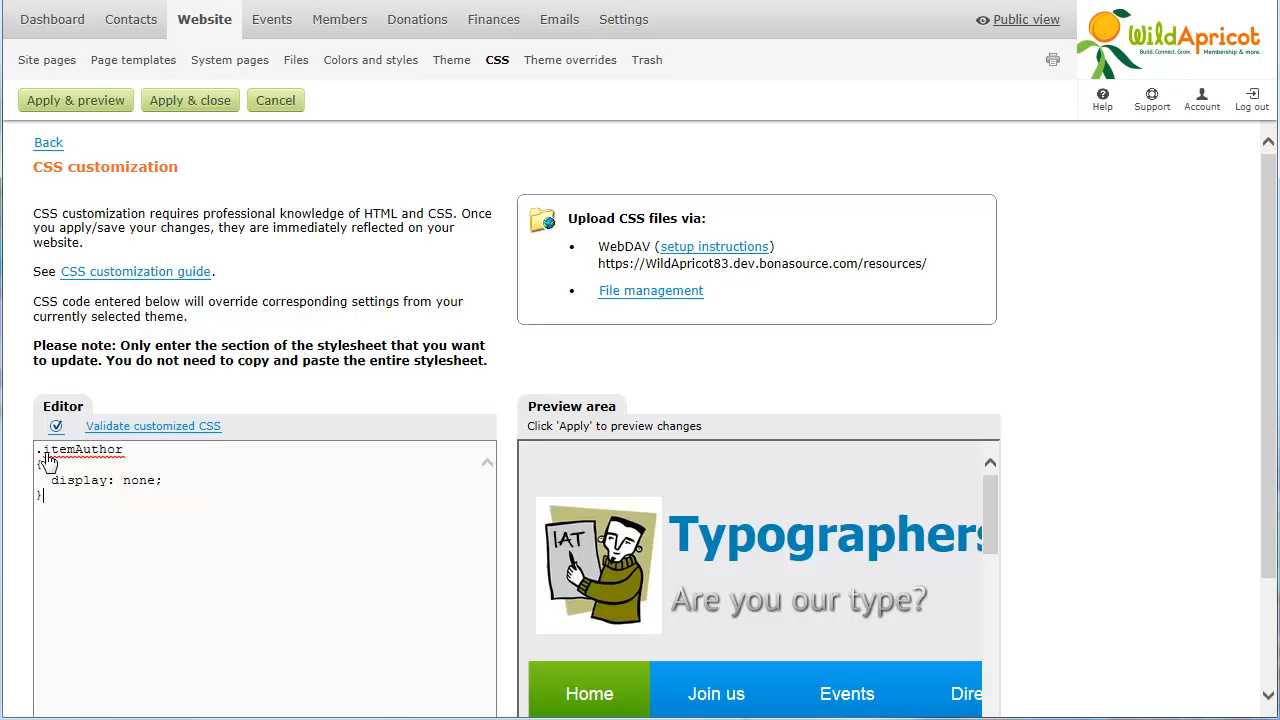 Dashboard Contacts Website Events Members Donations Finances Emails Settings Public view
WildApricot
Build. Connect. Grow. Membership & more.
Site pages Page templates System pages Files Colors and styles Theme CSS Theme overrides Trash
Apply & preview Apply & close Cancel
Help Support Account Log out
Back
CSS customization
CSS customization requires professional knowledge of HTML and CSS. Once
you apply/save your changes, they are immediately reflected on your
website.
See CSS customization guide.
CSS code entered below will override corresponding settings from your
currently selected theme.
Please note: Only enter the section of the stylesheet that you want
to update. You do not need to copy and paste the entire stylesheet.
Upload CSS files via:
• WebDAV (setup instructions)
https://WildApricot83.dev.bonasource.com/resources/
• File management
Editor
Validate customized CSS
.itemAuthor
{
display: none;
}
Preview area
Click 'Apply' to preview changes
IAT
Typographers
Are you our type?
Home Join us Events Dire